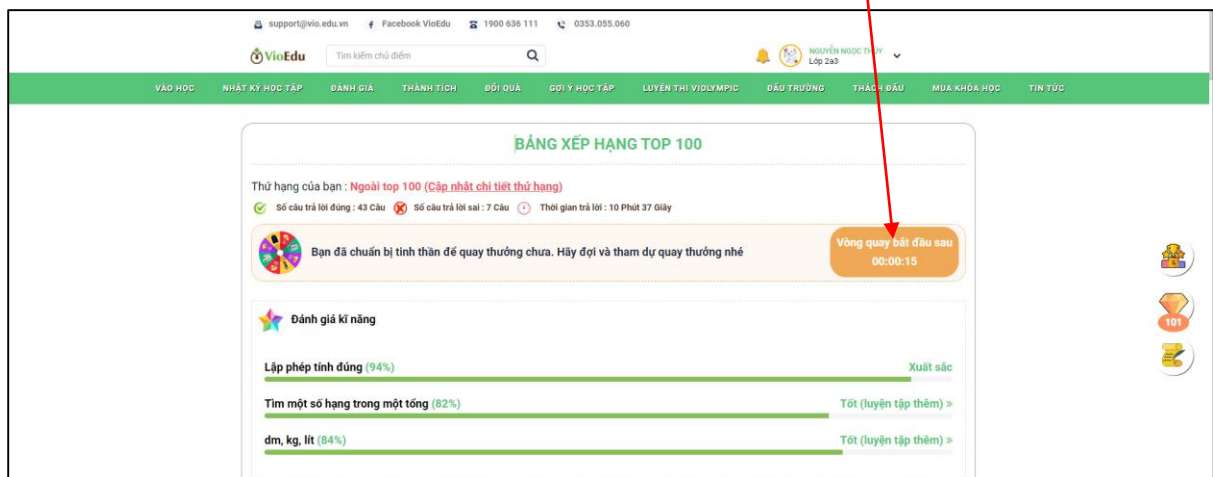 support@vio.edu.vn Facebook VioEdu 1900 636 111 0353.055.060
VioEdu Tìm kiếm chủ điểm NGUYỄN NGỌC THÚY
Lớp 2a3
VÀO HỌC NHẬT KÝ HỌC TẬP ĐÁNH GIÁ THÀNH TÍCH ĐỔI QUÀ GỢI Ý HỌC TẬP LUYỆN THI VIOLYMPIC ĐẤU TRƯỜNG THÁCH ĐẤU MUA KHÓA HỌC TIN TỨC
BẢNG XẾP HẠNG TOP 100
Thứ hạng của bạn : Ngoài top 100 (Cập nhật chi tiết thứ hạng)
Số câu trả lời đúng : 43 Câu Số câu trả lời sai : 7 Câu Thời gian trả lời : 10 Phút 37 Giây
Bạn đã chuẩn bị tinh thần để quay thưởng chưa. Hãy đợi và tham dự quay thưởng nhé
Vòng quay bắt đầu sau
00:00:15
101
Đánh giá kĩ năng
Lập phép tính đúng (94%) Xuất sắc
Tìm một số hạng trong một tổng (82%) Tốt (luyện tập thêm) »
dm, kg, lít (84%) Tốt (luyện tập thêm) »